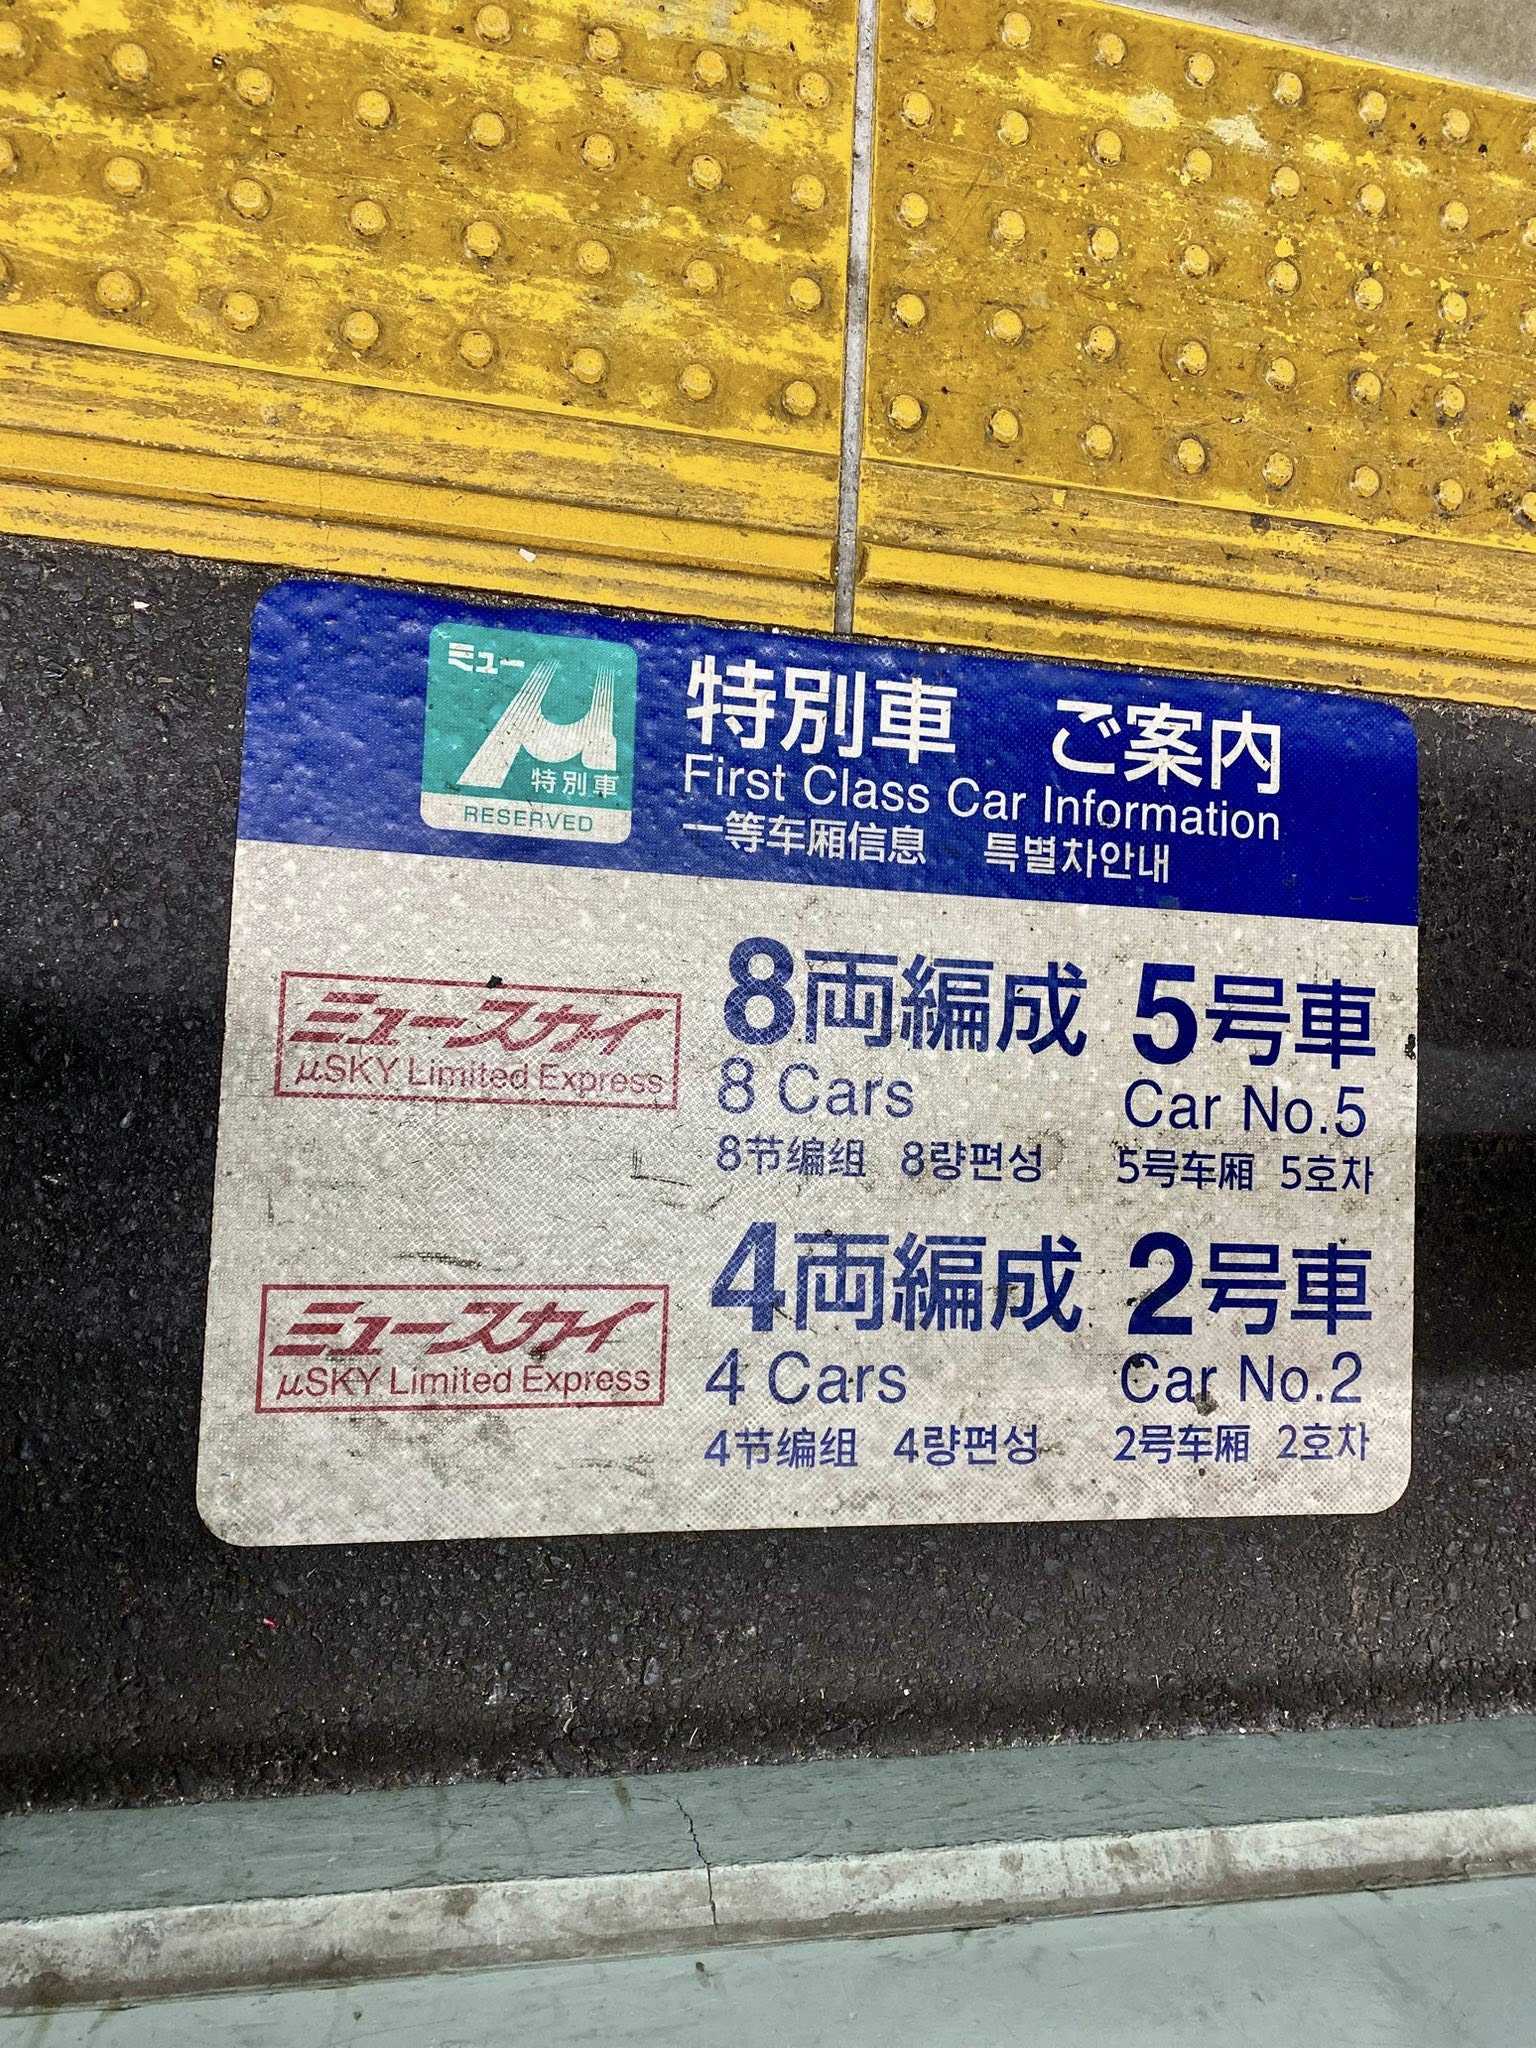 ミュー
μ
特別車
RESERVED
特別車 ご案内
First Class Car Information
一等车厢信息 특별차안내
ミュースカイ
μSKY Limited Express
8両編成 5号車
8 Cars Car No.5
8节编组 8량편성 5号车厢 5호차
ミュースカイ
μSKY Limited Express
4両編成 2号車
4 Cars Car No.2
4节编组 4량편성 2号车厢 2호차